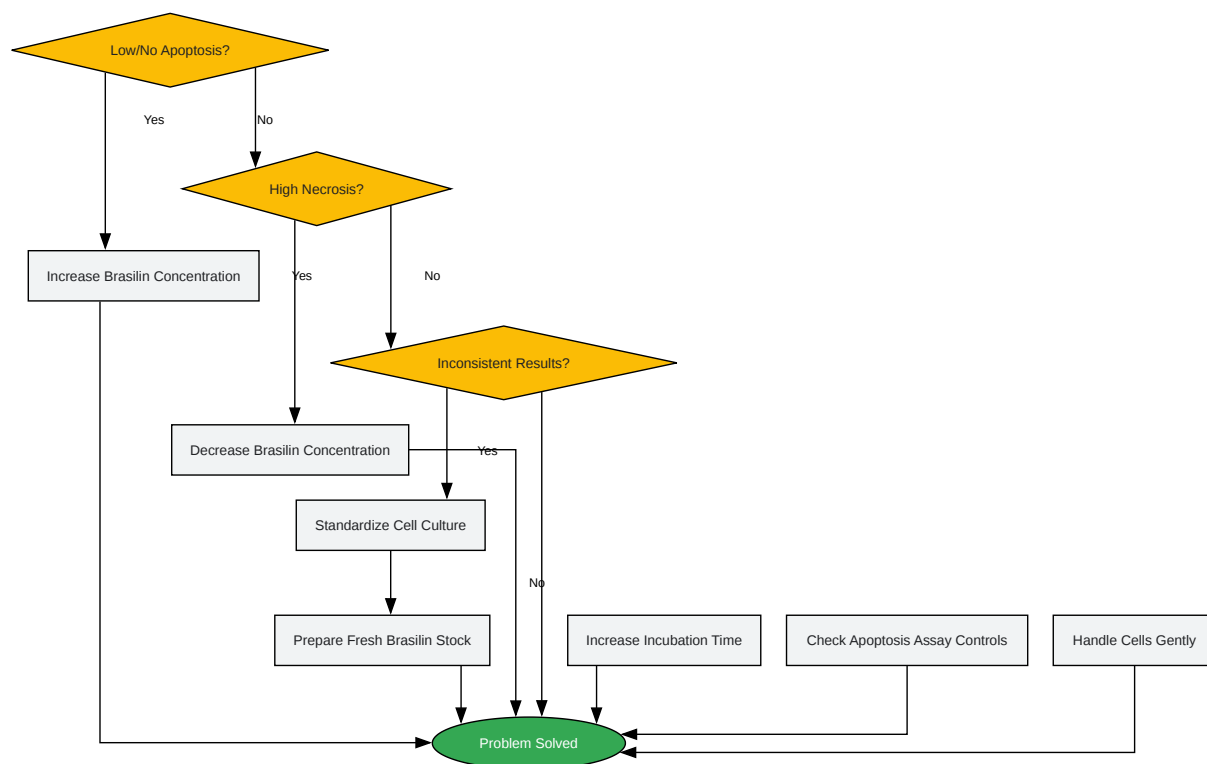 Low/No Apoptosis?
Yes
No
High Necrosis?
Increase Brasilin Concentration
Yes
No
Inconsistent Results?
Decrease Brasilin Concentration
Yes
Standardize Cell Culture
No
Prepare Fresh Brasilin Stock
Increase Incubation Time
Check Apoptosis Assay Controls
Handle Cells Gently
Problem Solved